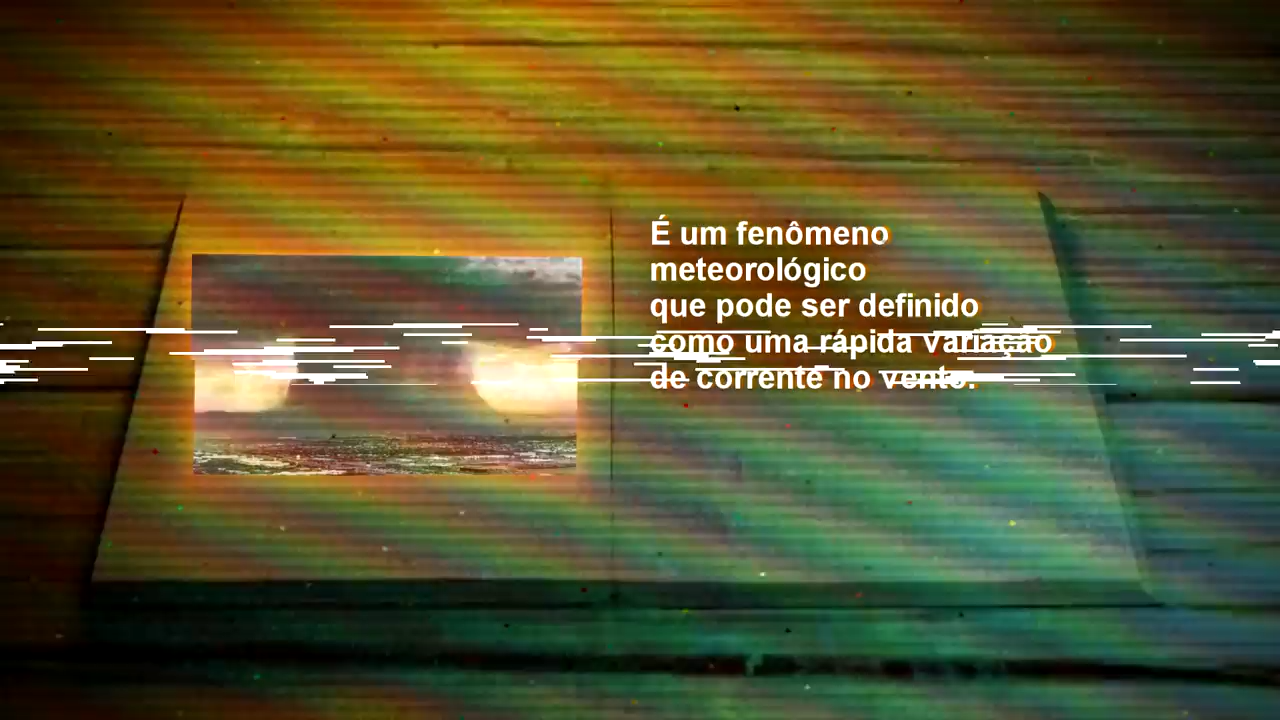 É um fenômeno
meteorológico
que pode ser definido
como uma rápida variação
de corrente no vento.